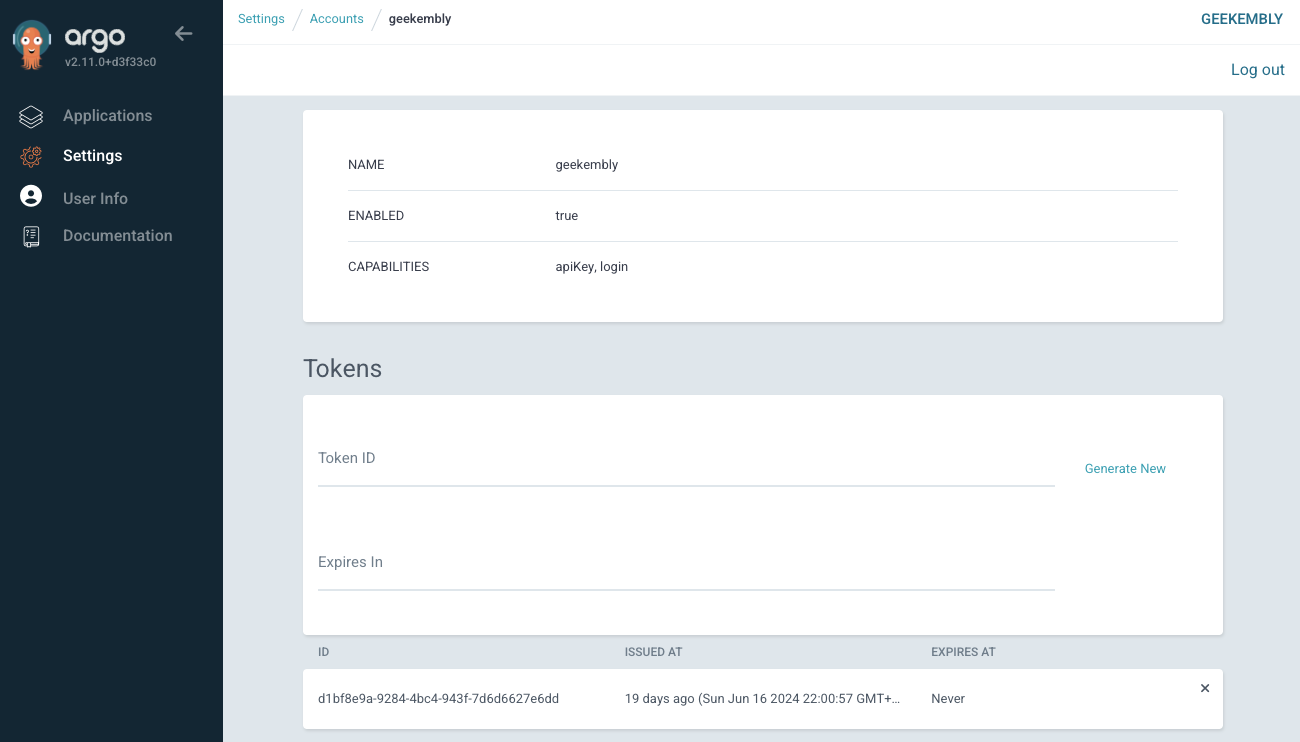 argo
v2.11.0+d3f33c0
Applications
Settings
User Info
Documentation
Settings / Accounts / geekembly
GEEKEMBLY
Log out
NAME geekembly
ENABLED true
CAPABILITIES apiKey, login
Tokens
Token ID
Generate New
Expires In
ID ISSUED AT EXPIRES AT
d1bf8e9a-9284-4bc4-943f-7d6d6627e6dd 19 days ago (Sun Jun 16 2024 22:00:57 GMT+... Never